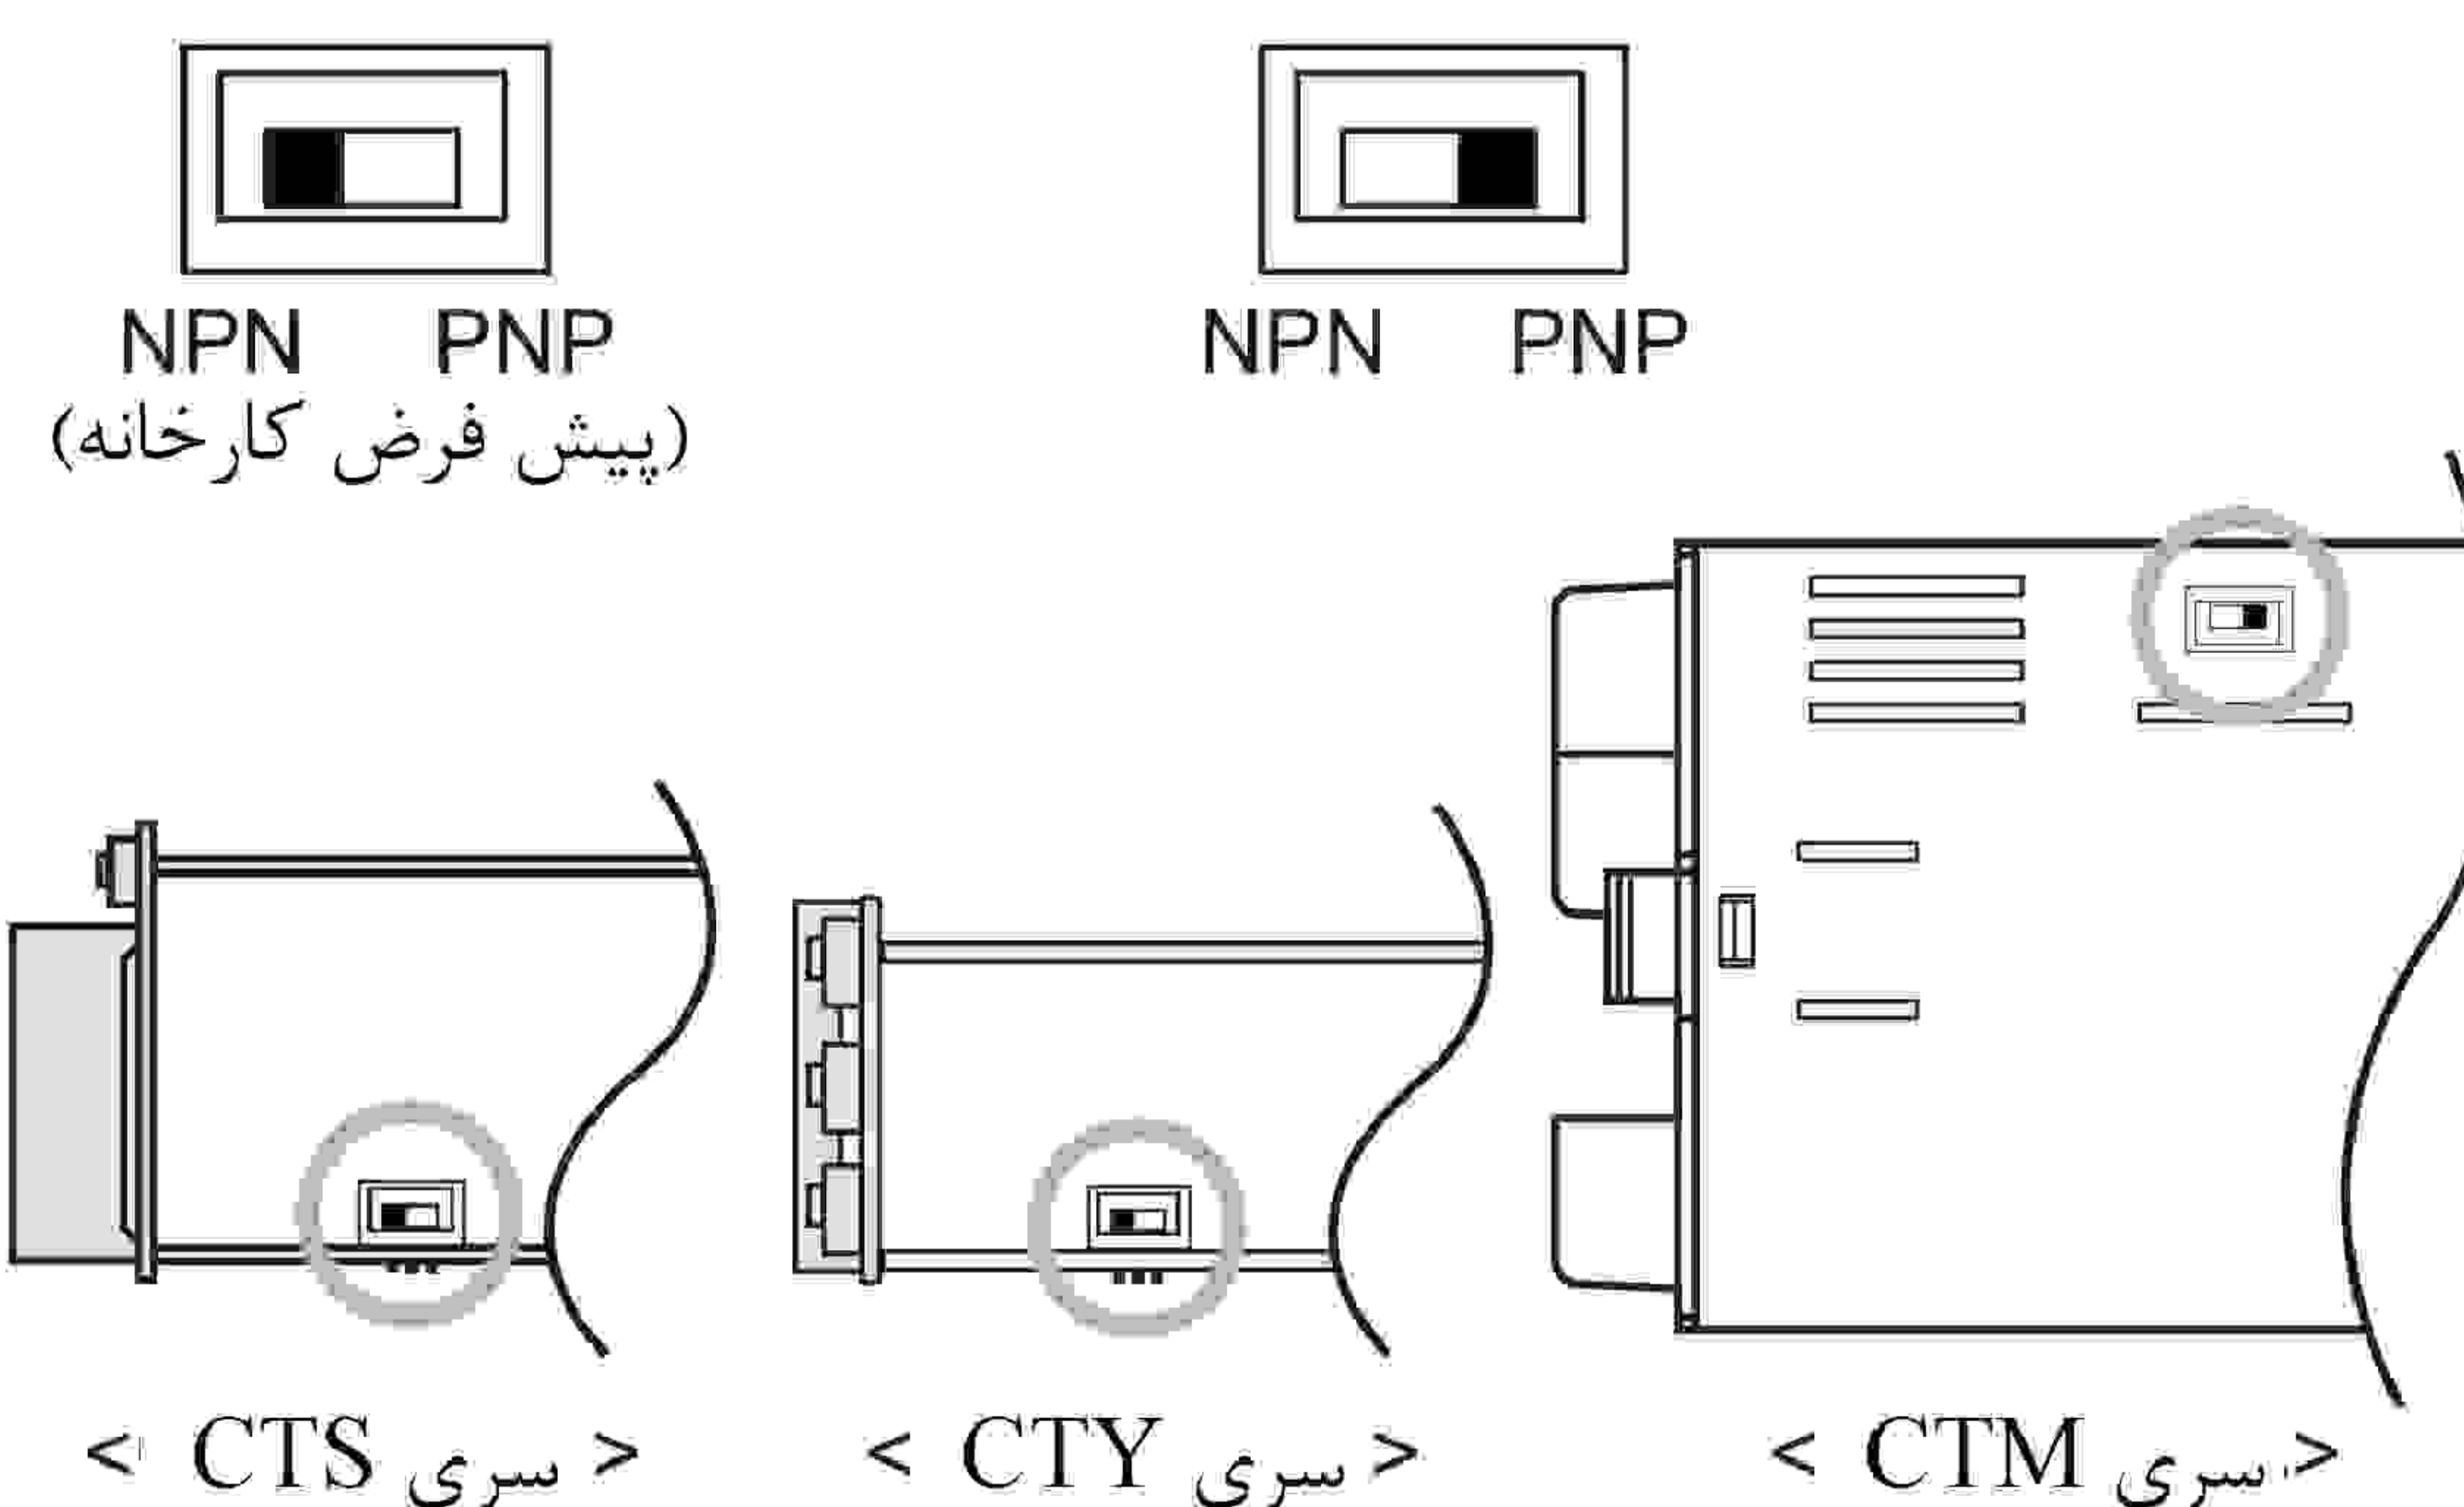 NPN PNP
(پیش فرض کارخانه)
NPN PNP
< سری CTS >
< سری CTY >
< سری CTM >